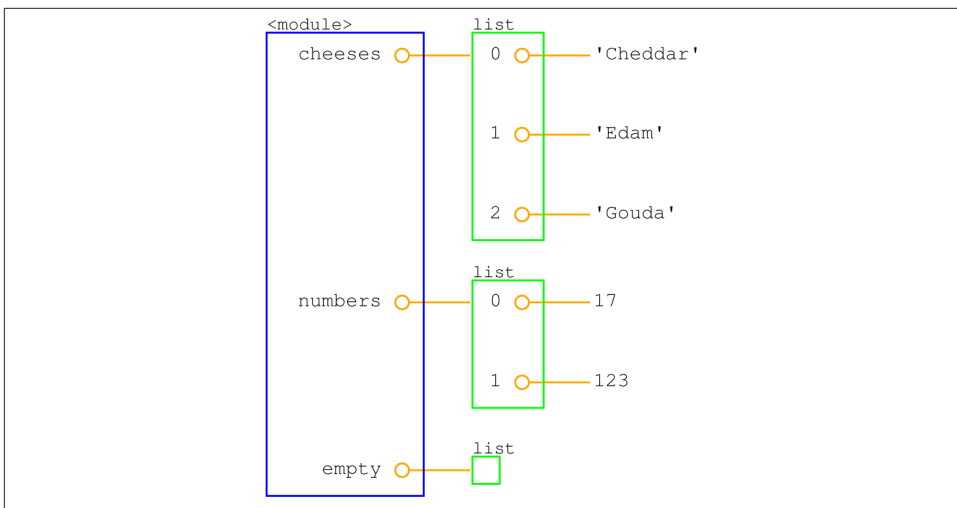 <module> list
cheeses 0 'Cheddar'
1 'Edam'
2 'Gouda'
list
numbers 0 17
1 123
list
empty